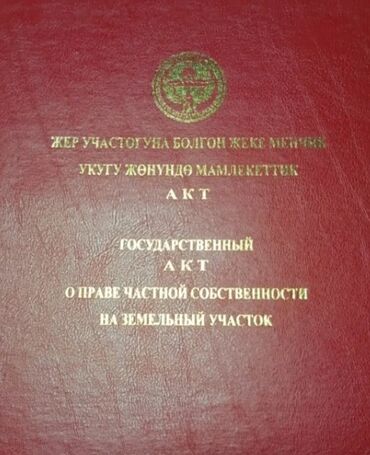 ЖЕР УЧАСТОГУНА БОЛГОН ЖЕКЕ МЕНЧИК
УКУГУ ЖӨНҮНДӨ МАМЛЕКЕТТИК
АКТ
ГОСУДАРСТВЕННЫЙ
АКТ
О ПРАВЕ ЧАСТНОЙ СОБСТВЕННОСТИ
НА ЗЕМЕЛЬНЫЙ УЧАСТОК